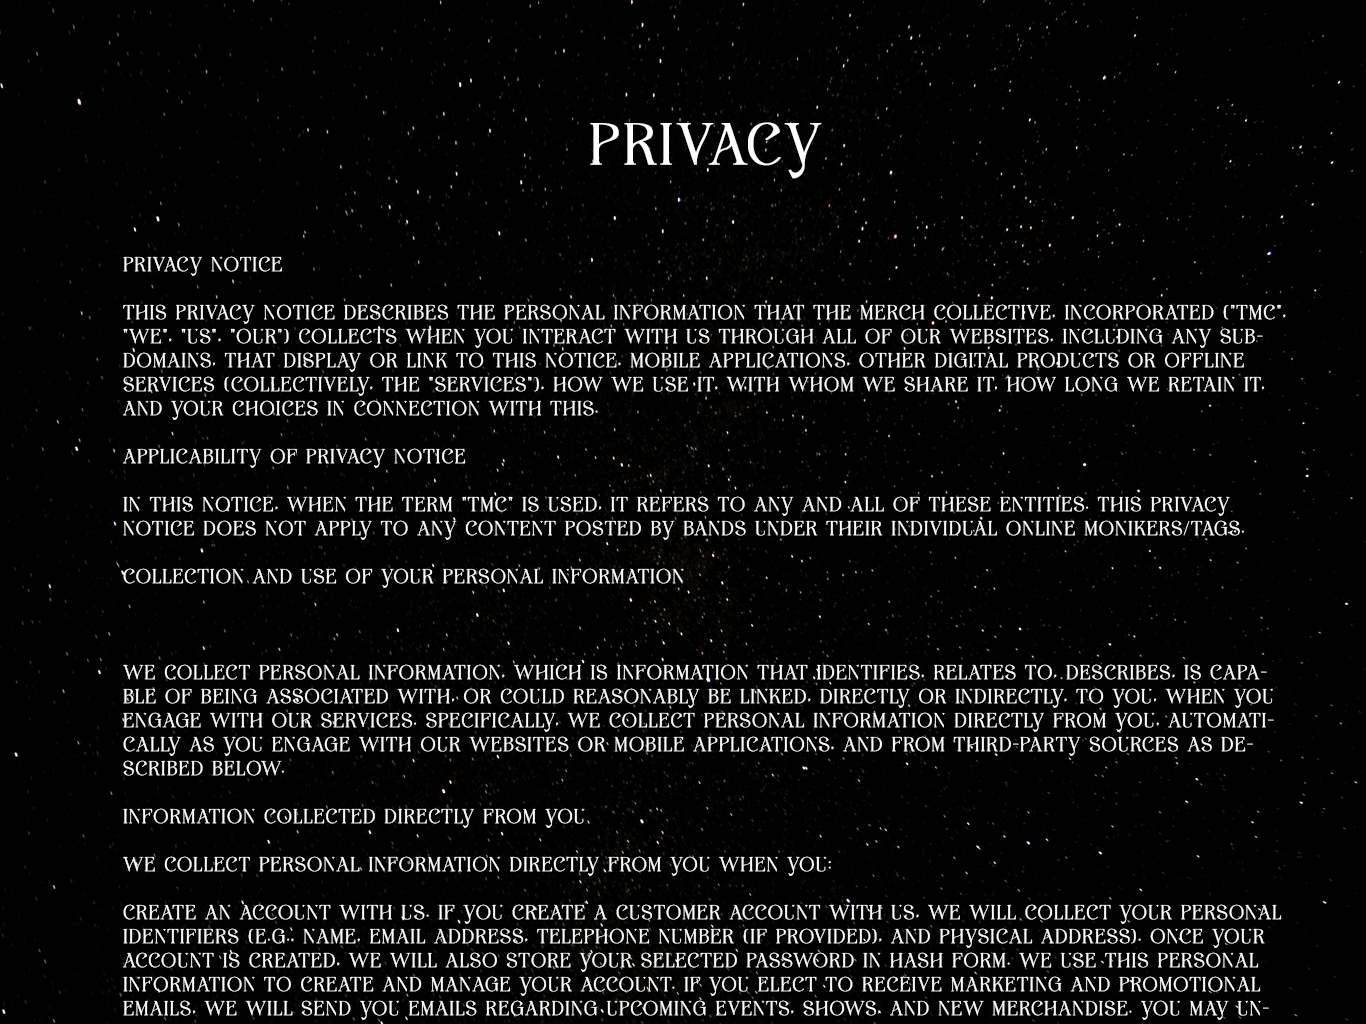 PRIVACY
PRIVACY NOTICE
THIS PRIVACY NOTICE DESCRIBES THE PERSONAL INFORMATION THAT THE MERCH COLLECTIVE, INCORPORATED ("TMC",
"WE", "US", "OUR") COLLECTS WHEN YOU INTERACT WITH US THROUGH ALL OF OUR WEBSITES, INCLUDING ANY SUB-
DOMAINS, THAT DISPLAY OR LINK TO THIS NOTICE, MOBILE APPLICATIONS, OTHER DIGITAL PRODUCTS OR OFFLINE
SERVICES (COLLECTIVELY, THE "SERVICES"), HOW WE USE IT, WITH WHOM WE SHARE IT, HOW LONG WE RETAIN IT,
AND YOUR CHOICES IN CONNECTION WITH THIS.
APPLICABILITY OF PRIVACY NOTICE
IN THIS NOTICE, WHEN THE TERM "TMC" IS USED, IT REFERS TO ANY AND ALL OF THESE ENTITIES. THIS PRIVACY
NOTICE DOES NOT APPLY TO ANY CONTENT POSTED BY BANDS UNDER THEIR INDIVIDUAL ONLINE MONIKERS/TAGS.
COLLECTION AND USE OF YOUR PERSONAL INFORMATION
WE COLLECT PERSONAL INFORMATION, WHICH IS INFORMATION THAT IDENTIFIES, RELATES TO, DESCRIBES, IS CAPA-
BLE OF BEING ASSOCIATED WITH, OR COULD REASONABLY BE LINKED, DIRECTLY OR INDIRECTLY, TO YOU, WHEN YOU
ENGAGE WITH OUR SERVICES. SPECIFICALLY, WE COLLECT PERSONAL INFORMATION DIRECTLY FROM YOU, AUTOMATI-
CALLY AS YOU ENGAGE WITH OUR WEBSITES OR MOBILE APPLICATIONS, AND FROM THIRD-PARTY SOURCES AS DE-
SCRIBED BELOW.
INFORMATION COLLECTED DIRECTLY FROM YOU.
WE COLLECT PERSONAL INFORMATION DIRECTLY FROM YOU WHEN YOU:
CREATE AN ACCOUNT WITH US. IF YOU CREATE A CUSTOMER ACCOUNT WITH US, WE WILL COLLECT YOUR PERSONAL
IDENTIFIERS (E.G., NAME, EMAIL ADDRESS, TELEPHONE NUMBER (IF PROVIDED), AND PHYSICAL ADDRESS). ONCE YOUR
ACCOUNT IS CREATED, WE WILL ALSO STORE YOUR SELECTED PASSWORD IN HASH FORM. WE USE THIS PERSONAL
INFORMATION TO CREATE AND MANAGE YOUR ACCOUNT. IF YOU ELECT TO RECEIVE MARKETING AND PROMOTIONAL
EMAILS, WE WILL SEND YOU EMAILS REGARDING UPCOMING EVENTS, SHOWS, AND NEW MERCHANDISE. YOU MAY UN-